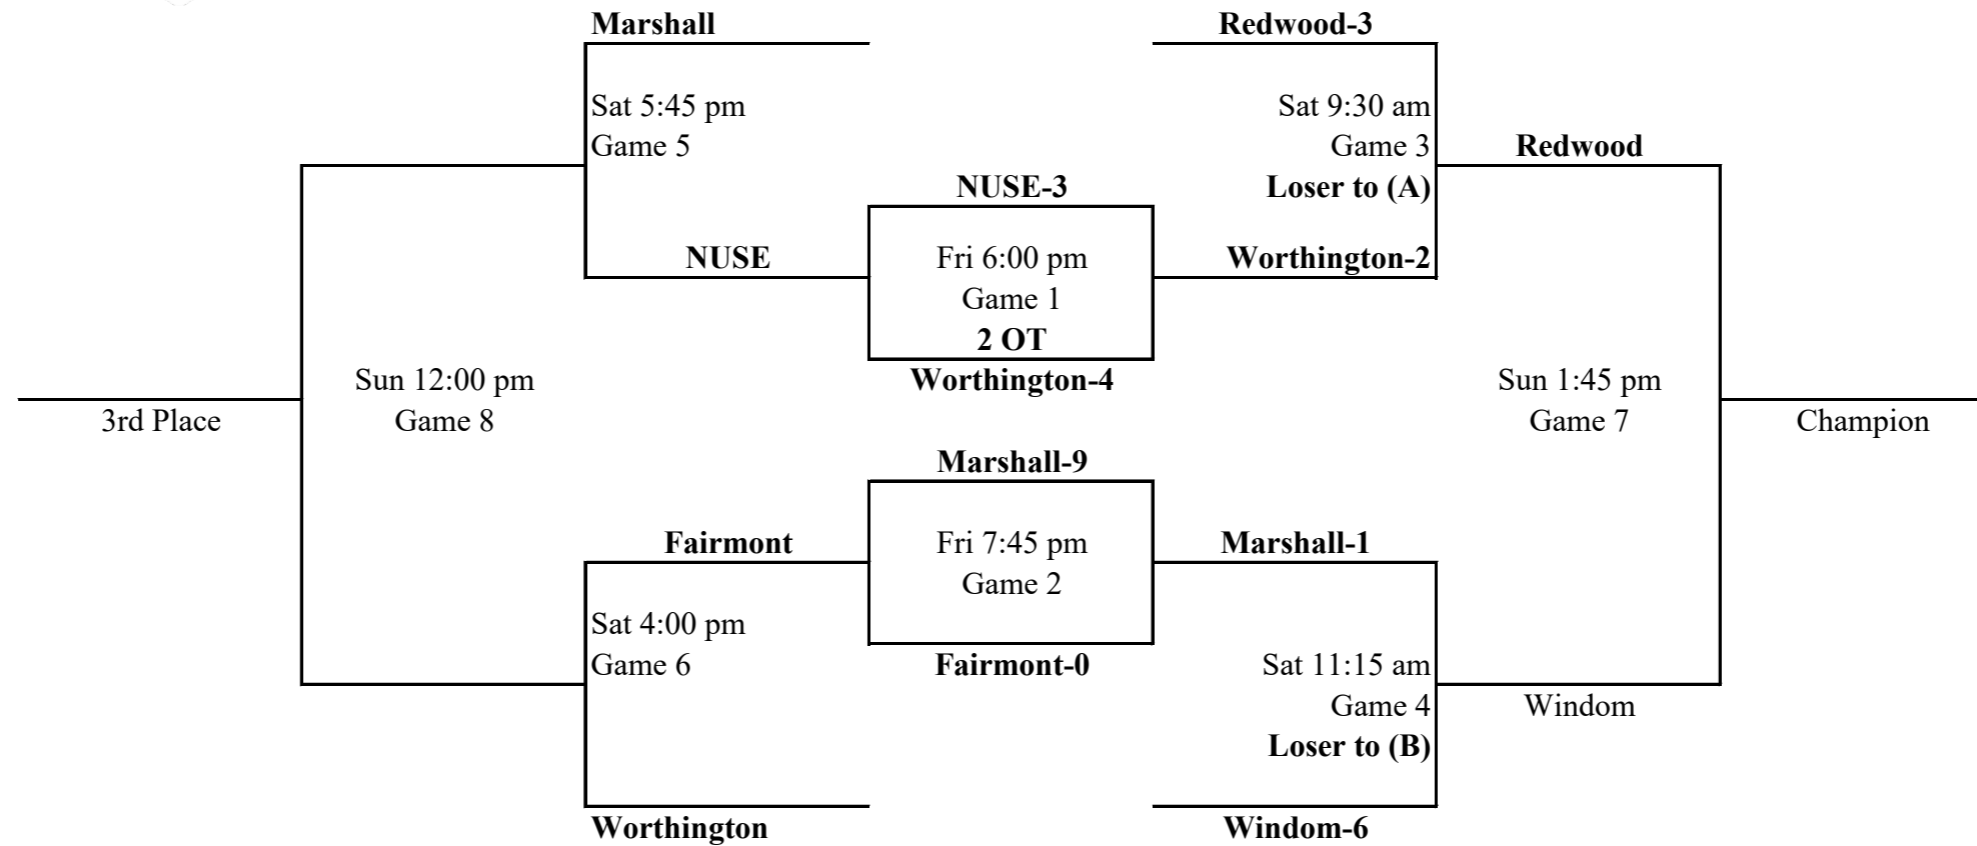 Marshall
Redwood-3
Sat 5:45 pm
Game 5
Sat 9:30 am
Game 3
Loser to (A)
Redwood
NUSE-3
NUSE
Fri 6:00 pm
Game 1
2 OT
Worthington-4
Worthington-2
Sun 12:00 pm
Game 8
3rd Place
Sun 1:45 pm
Game 7
Champion
Marshall-9
Fairmont
Fri 7:45 pm
Game 2
Fairmont-0
Marshall-1
Sat 4:00 pm
Game 6
Sat 11:15 am
Game 4
Loser to (B)
Windom
Worthington
Windom-6